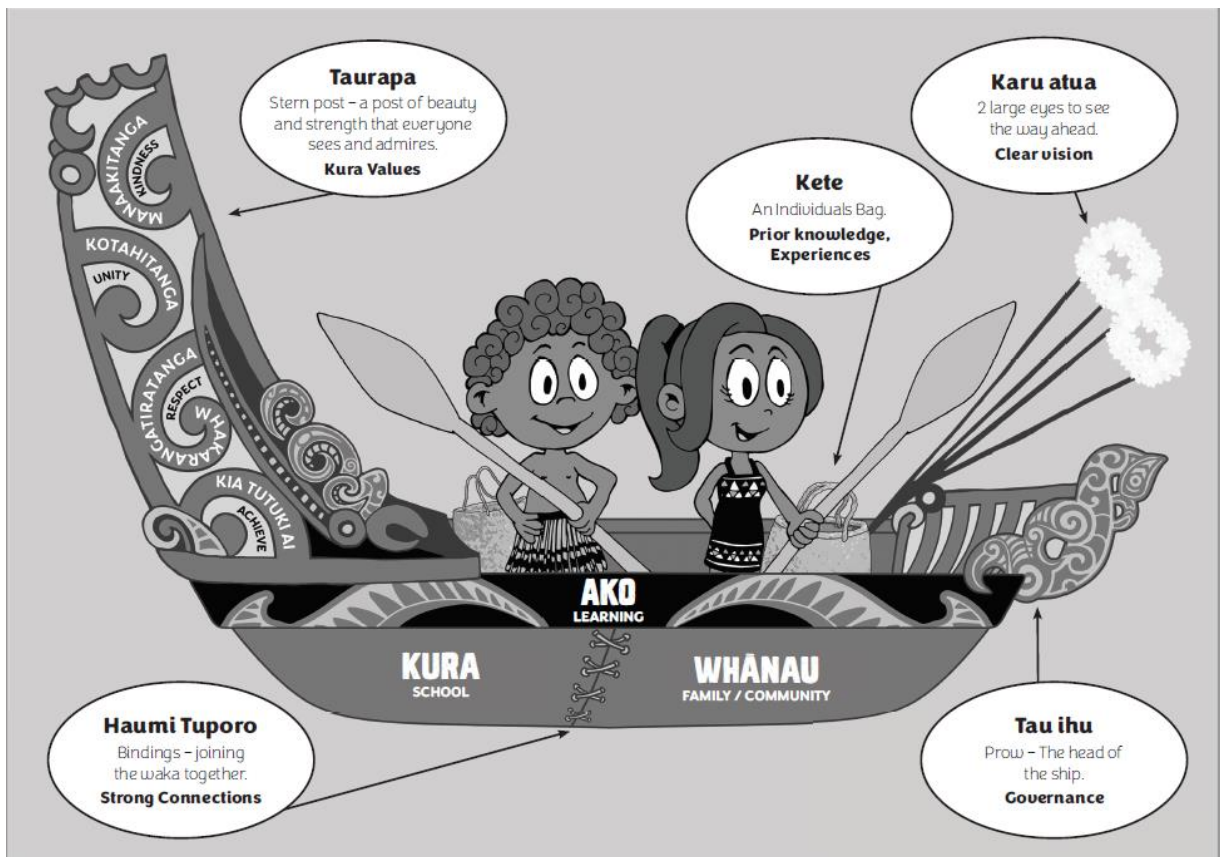 Taurapa
Stern post – a post of beauty
and strength that everyone
sees and admires.
Kura Values
Karu atua
2 large eyes to see
the way ahead.
Clear vision
Kete
An Individuals Bag.
Prior knowledge,
Experiences
MANAAKITANGA
KINDNESS
KOTAHITANGA
UNITY
WHAKARANGATIRATANGA
RESPECT
KIA TUTUKI AI
ACHIEVE
AKO
LEARNING
KURA
SCHOOL
WHĀNAU
FAMILY / COMMUNITY
Haumi Tuporo
Bindings – joining
the waka together.
Strong Connections
Tau ihu
Prow – The head of
the ship.
Governance